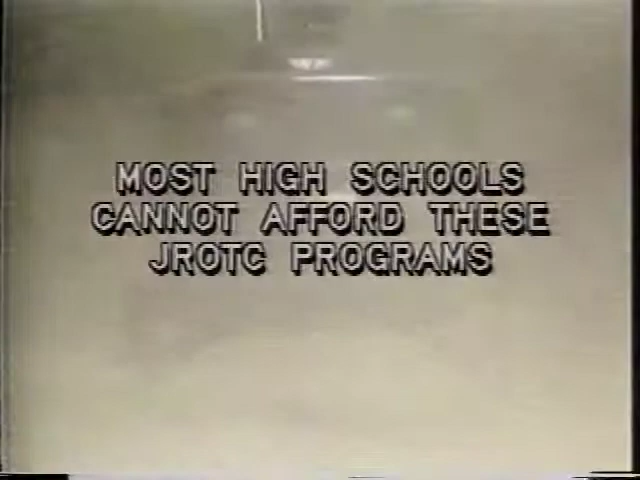 MOST HIGH SCHOOLS
CANNOT AFFORD THESE
JROTC PROGRAMS